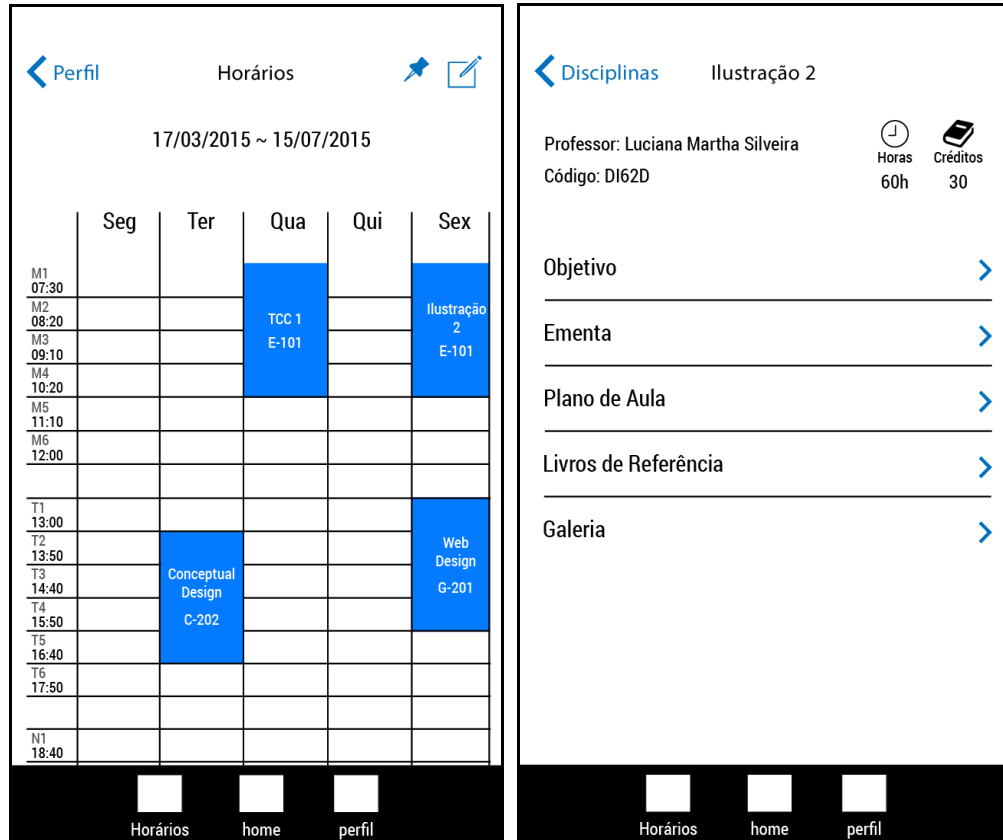 Perfil
Horários
17/03/2015 ~ 15/07/2015
Seg Ter Qua Qui Sex
M1
07:30
M2
08:20
M3
09:10
M4
10:20
M5
11:10
M6
12:00
T1
13:00
T2
13:50
T3
14:40
T4
15:50
T5
16:40
T6
17:50
N1
18:40
TCC 1
E-101
Ilustração
2
E-101
Conceptual
Design
C-202
Web
Design
G-201
Horários home perfil
Disciplinas
Ilustração 2
Professor: Luciana Martha Silveira
Código: DI62D
Horas
60h
Créditos
30
Objetivo
Ementa
Plano de Aula
Livros de Referência
Galeria
Horários home perfil